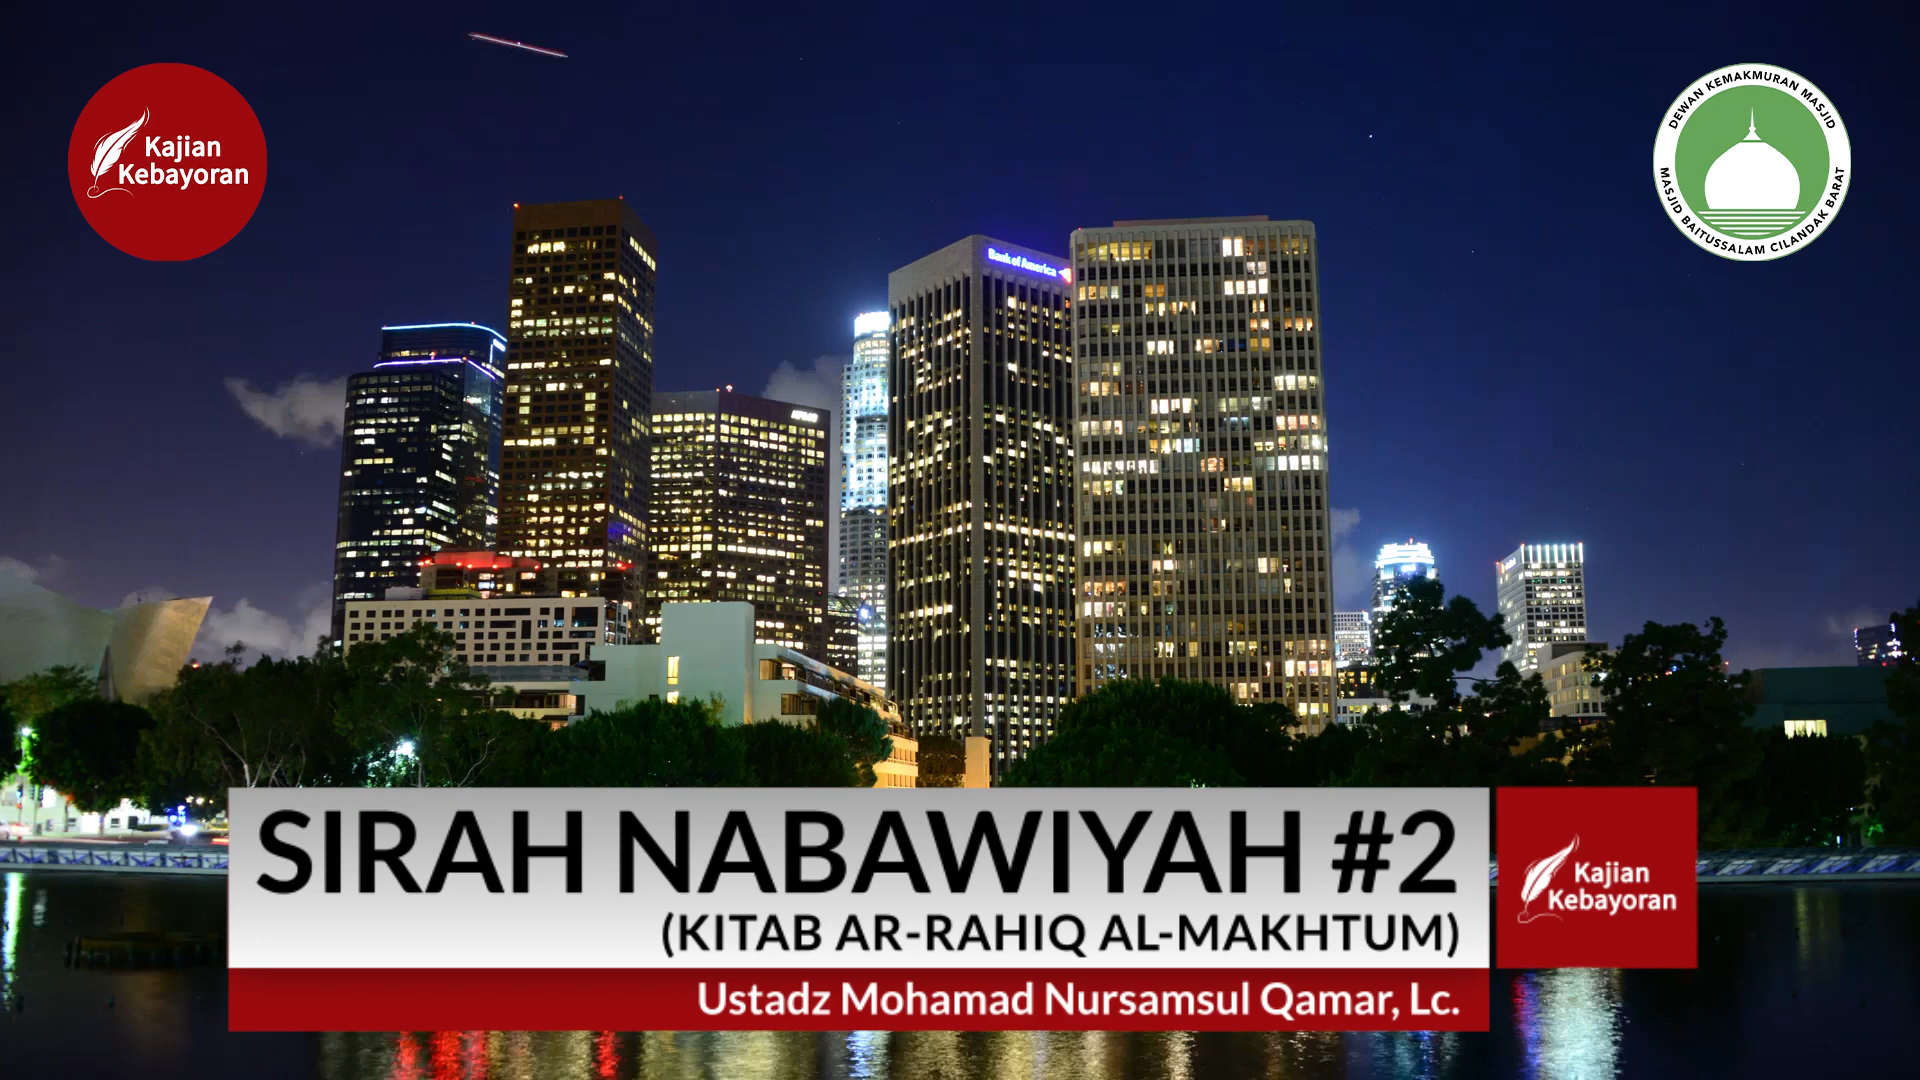 Kajian
Kebayoran
DEWAN KEMAKMURAN MASJID
MASJID BAITUSSALAM CILANDAK BARAT
Bank of America
SIRAH NABAWIYAH #2
(KITAB AR-RAHIQ AL-MAKHTUM)
Ustadz Mohamad Nursamsul Qamar, Lc.
Kajian
Kebayoran